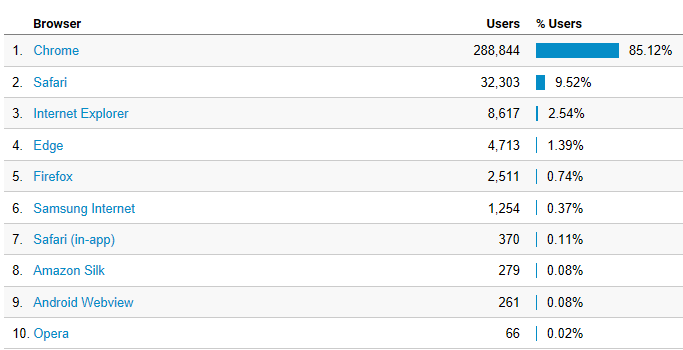 Browser Users % Users
1. Chrome 288,844 85.12%
2. Safari 32,303 9.52%
3. Internet Explorer 8,617 2.54%
4. Edge 4,713 1.39%
5. Firefox 2,511 0.74%
6. Samsung Internet 1,254 0.37%
7. Safari (in-app) 370 0.11%
8. Amazon Silk 279 0.08%
9. Android Webview 261 0.08%
10. Opera 66 0.02%